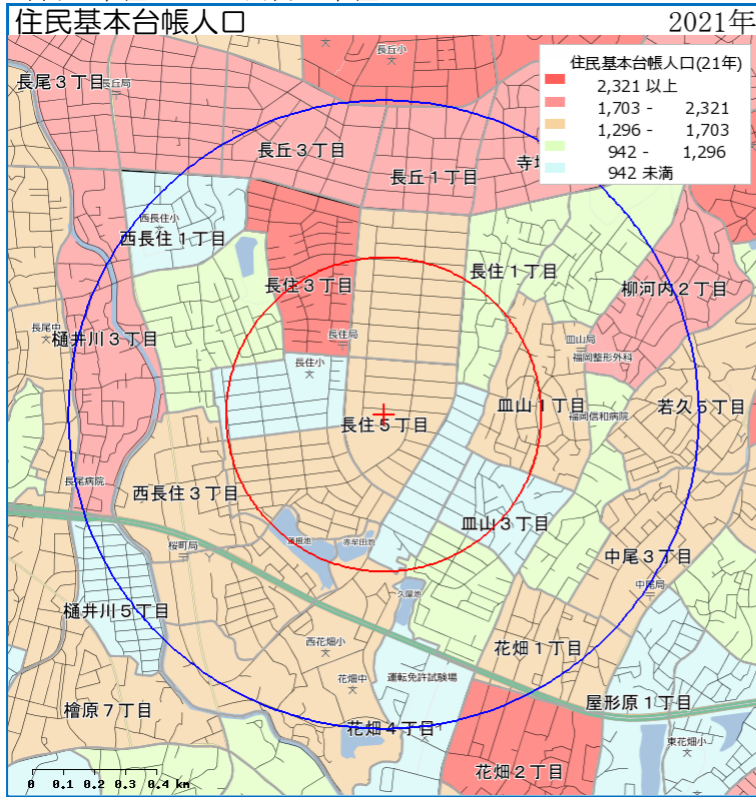 住民基本台帳人口
2021年
住民基本台帳人口(21年)
2,321 以上
1,703 - 2,321
1,296 - 1,703
942 - 1,296
942 未満
長丘小
長尾3丁目
長丘局
長丘3丁目
長丘1丁目
西長住小
西長住1丁目
長住3丁目
長住1丁目
柳河内2丁目
長尾中
樋井川3丁目
長住局
皿山局
福岡整形外科
長住小
長住5丁目
皿山1丁目
若久5丁目
福岡信和病院
長尾病院
西長住3丁目
皿山3丁目
桜町局
中尾3丁目
中尾局
久保池
樋井川5丁目
西花畑小
花畑1丁目
花畑中
運転免許試験場
檜原7丁目
屋形原1丁目
花畑4丁目
東花畑小
花畑2丁目
0 0.1 0.2 0.3 0.4 km